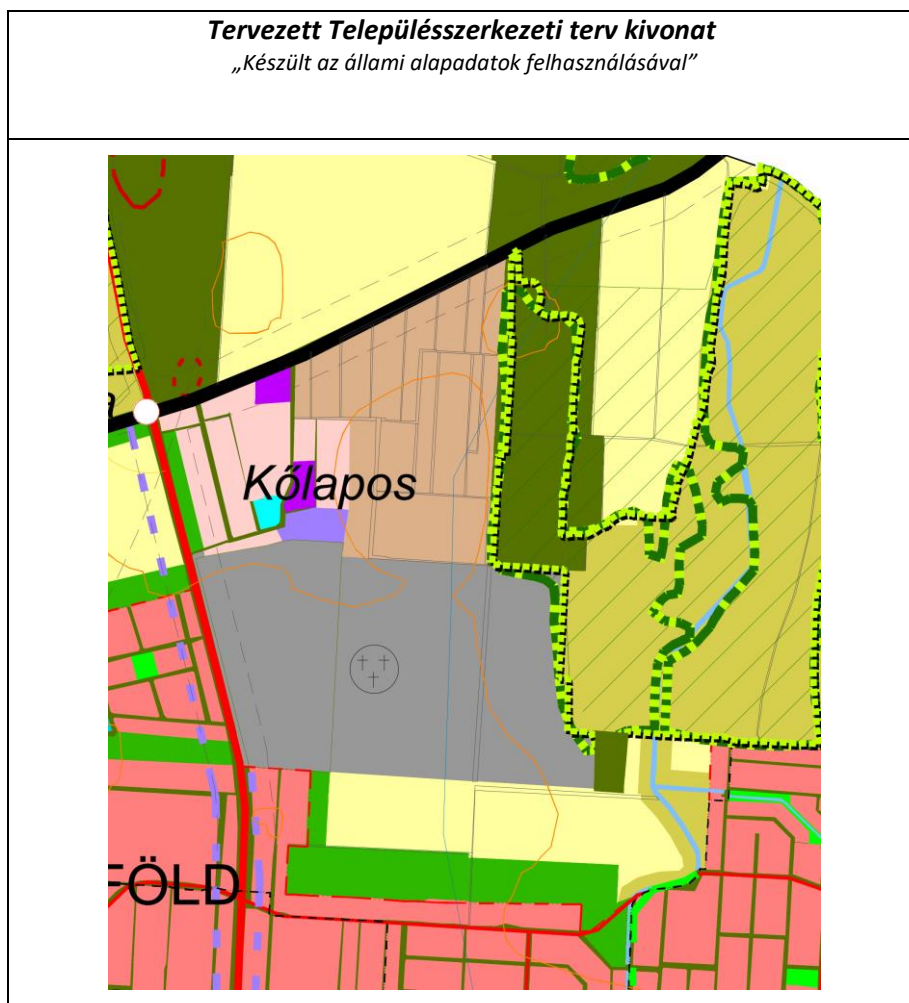 Tervezett Településszerkezeti terv kivonat
„Készült az állami alapadatok felhasználásával”
Kőlapos
FÖLD